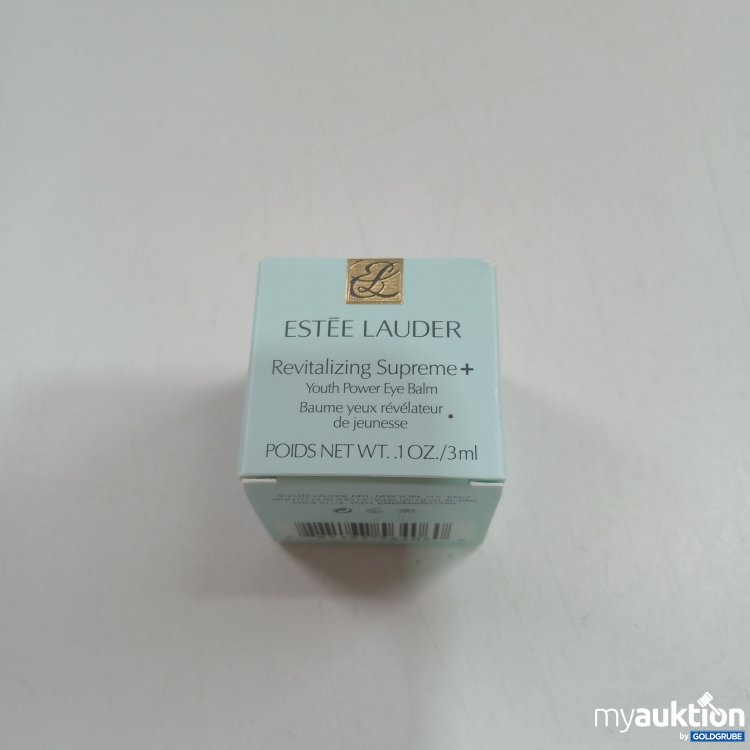 EL
ESTĒE LAUDER
Revitalizing Supreme+
Youth Power Eye Balm
Baume yeux révélateur
de jeunesse
POIDS NET WT. .1 OZ./3ml
myauktion
by GOLDGRUBE